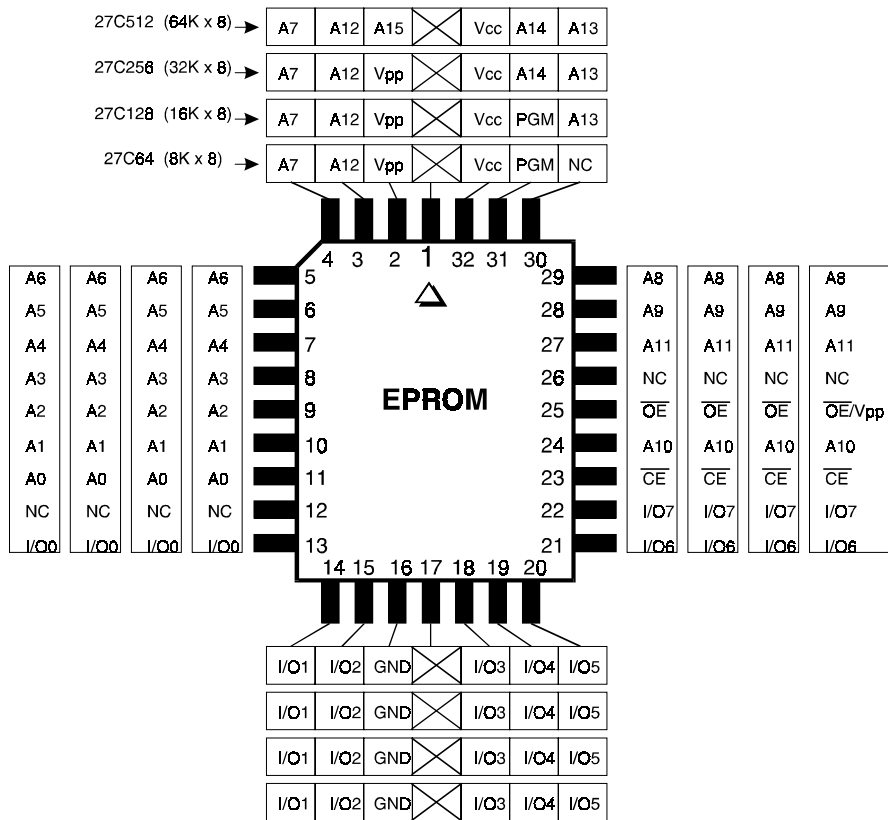 27C512 (64K x 8) A7 A12 A15 Vcc A14 A13
27C256 (32K x 8) A7 A12 Vpp Vcc A14 A13
27C128 (16K x 8) A7 A12 Vpp Vcc PGM A13
27C64 (8K x 8) A7 A12 Vpp Vcc PGM NC
4 3 2 1 32 31 30
A6 A6 A6 A6 5 29 A8 A8 A8 A8
A5 A5 A5 A5 6 28 A9 A9 A9 A9
A4 A4 A4 A4 7 27 A11 A11 A11 A11
A3 A3 A3 A3 8 26 NC NC NC NC
EPROM
A2 A2 A2 A2 9 25 OE OE OE OE/Vpp
A1 A1 A1 A1 10 24 A10 A10 A10 A10
A0 A0 A0 A0 11 23 CE CE CE CE
NC NC NC NC 12 22 I/O7 I/O7 I/O7 I/O7
I/O0 I/O0 I/O0 I/O0 13 21 I/O6 I/O6 I/O6 I/O6
14 15 16 17 18 19 20
I/O1 I/O2 GND I/O3 I/O4 I/O5
I/O1 I/O2 GND I/O3 I/O4 I/O5
I/O1 I/O2 GND I/O3 I/O4 I/O5
I/O1 I/O2 GND I/O3 I/O4 I/O5